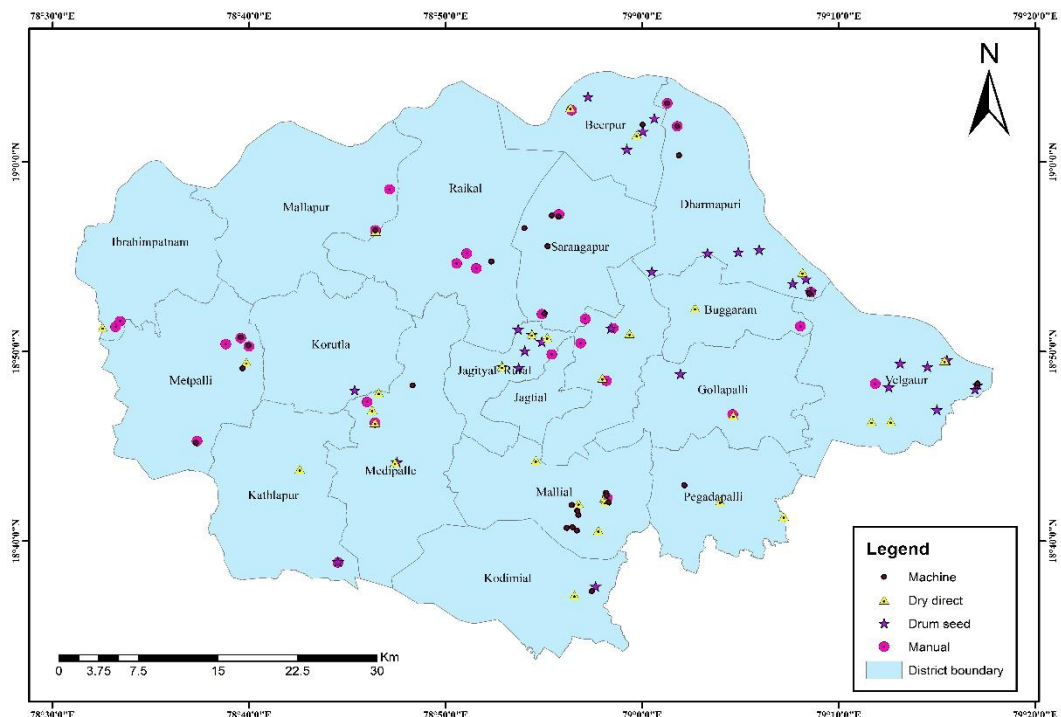 78°30'0"E 78°40'0"E 78°50'0"E 79°0'0"E 79°10'0"E 79°20'0"E
N
Beerpur
19°0'0"N 19°0'0"N
Raikal
Mallapur
Dharmapuri
Ibrahimpatnam
Sarangapur
Buggaram
Korutla
18°50'0"N 18°50'0"N
Metpalli
Jagityal-Rural
Velgatur
Jagtial
Gollapalli
Medipalle
Kathlapur
Mallial
Pegadapalli
18°40'0"N 18°40'0"N
Kodimial
Legend
Machine
Dry direct
Drum seed
Manual
District boundary
Km
0 3.75 7.5 15 22.5 30
78°30'0"E 78°40'0"E 78°50'0"E 79°0'0"E 79°10'0"E 79°20'0"E